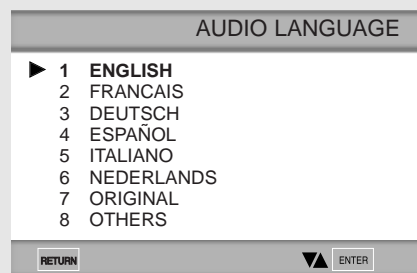 AUDIO LANGUAGE
1 ENGLISH
2 FRANCAIS
3 DEUTSCH
4 ESPAÑOL
5 ITALIANO
6 NEDERLANDS
7 ORIGINAL
8 OTHERS
RETURN ENTER